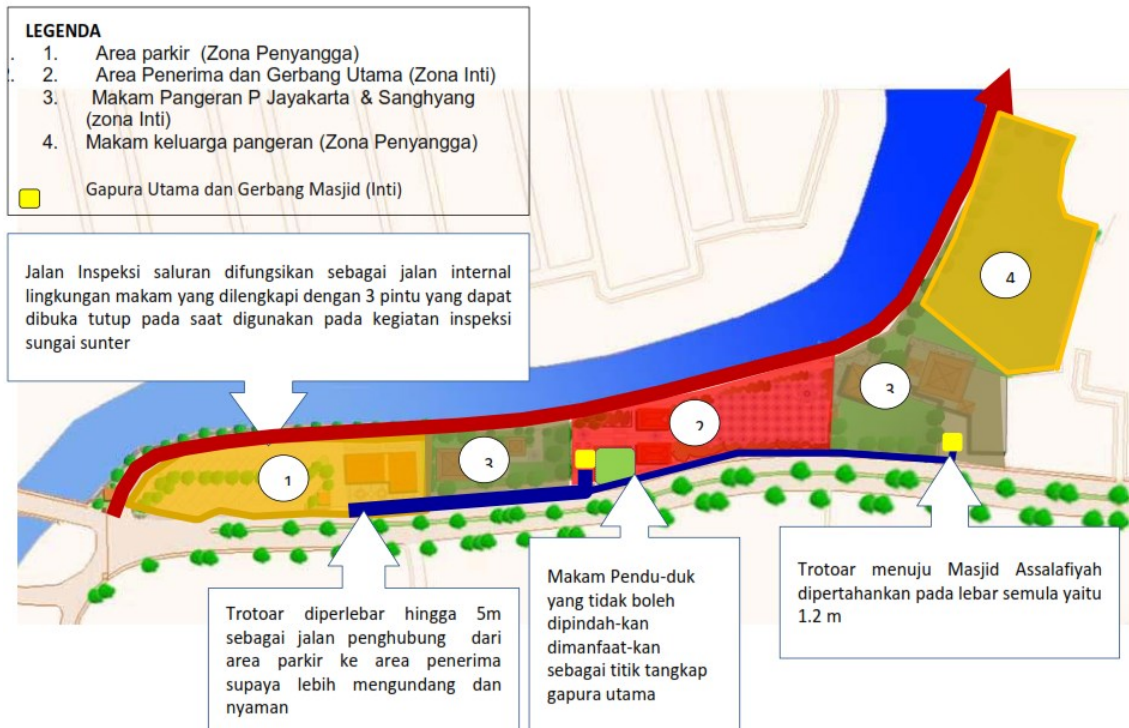 LEGENDA
1. Area parkir (Zona Penyangga)
2. Area Penerima dan Gerbang Utama (Zona Inti)
3. Makam Pangeran P Jayakarta & Sanghyang
(zona Inti)
4. Makam keluarga pangeran (Zona Penyangga)
Gapura Utama dan Gerbang Masjid (Inti)
Jalan Inspeksi saluran difungsikan sebagai jalan internal
lingkungan makam yang dilengkapi dengan 3 pintu yang dapat
dibuka tutup pada saat digunakan pada kegiatan inspeksi
sungai sunter
4
3
2
3
1
Trotoar diperlebar hingga 5m
sebagai jalan penghubung dari
area parkir ke area penerima
supaya lebih mengundang dan
nyaman
Makam Pendu-duk
yang tidak boleh
dipindah-kan
dimanfaat-kan
sebagai titik tangkap
gapura utama
Trotoar menuju Masjid Assalafiyah
dipertahankan pada lebar semula yaitu
1.2 m